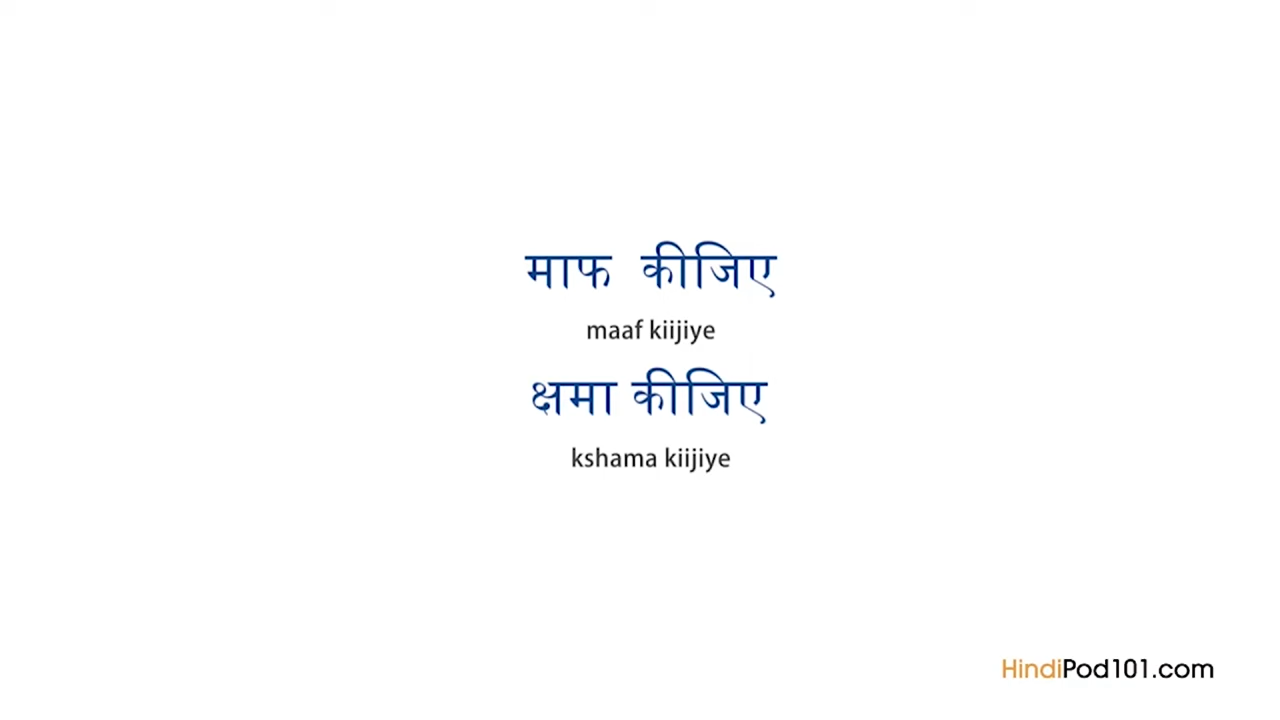 माफ कीजिए
maaf kiijiye
क्षमा कीजिए
kshama kiijiye
HindiPod101.com